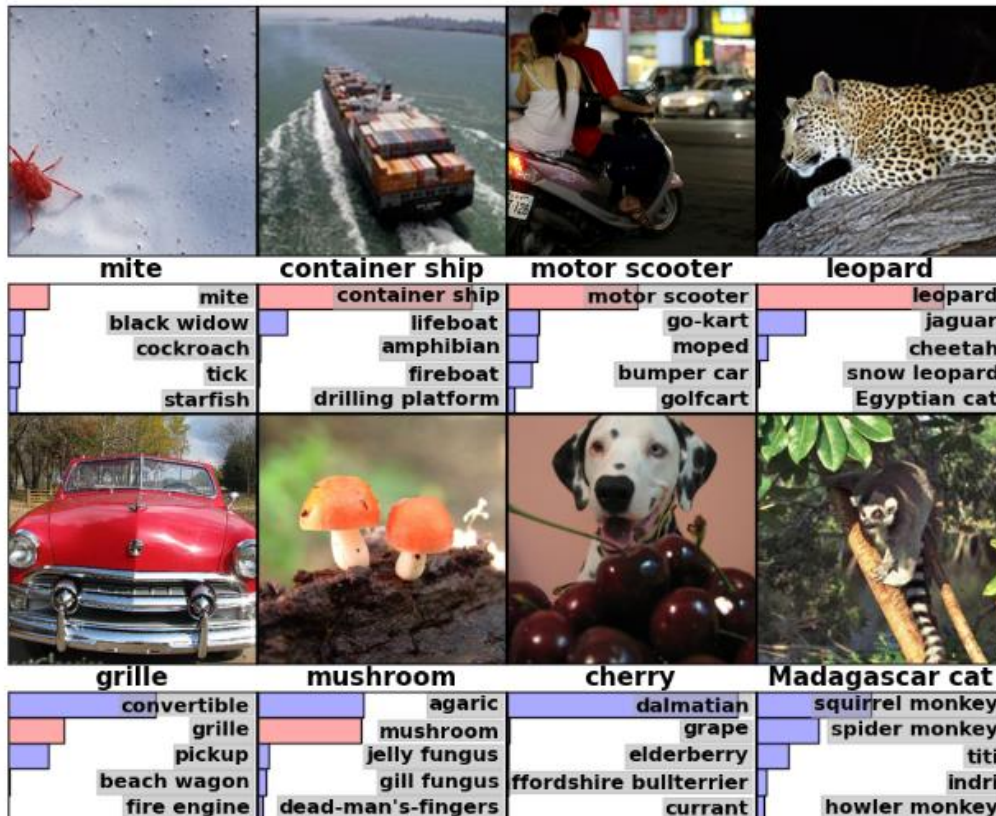 mite
container ship
motor scooter
leopard
mite
black widow
cockroach
tick
starfish
container ship
lifeboat
amphibian
fireboat
drilling platform
motor scooter
go-kart
moped
bumper car
golfcart
leopard
jaguar
cheetah
snow leopard
Egyptian cat
grille
mushroom
cherry
Madagascar cat
convertible
grille
pickup
beach wagon
fire engine
agaric
mushroom
jelly fungus
gill fungus
dead-man's-fingers
dalmatian
grape
elderberry
ffordshire bullterrier
currant
squirrel monkey
spider monkey
titi
indri
howler monkey